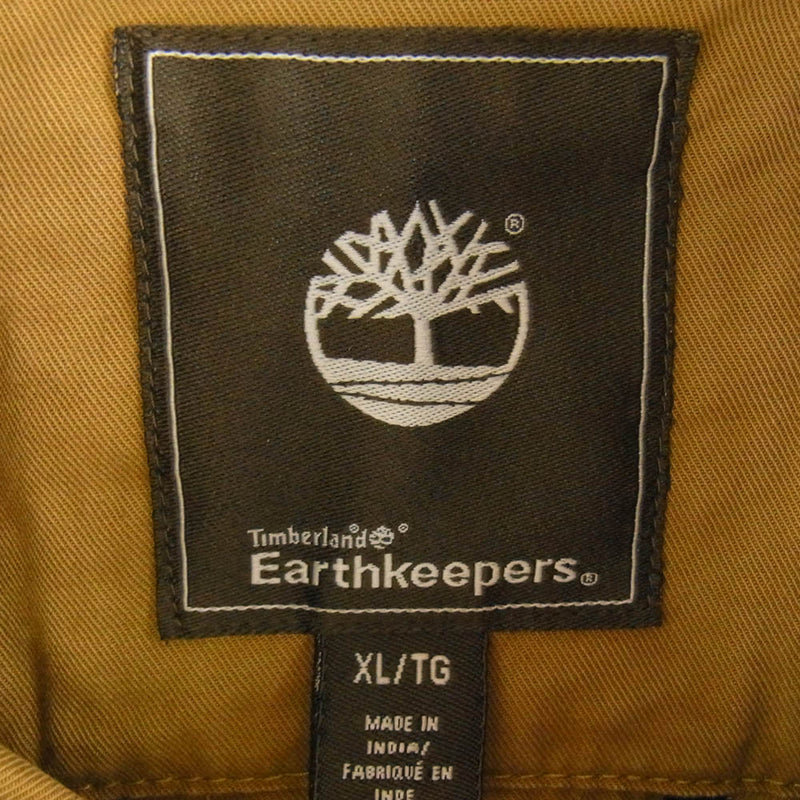 ®
Timberland® ®
Earthkeepers®
XL/TG
MADE IN
INDIA/
FABRIQUÉ EN
INDE